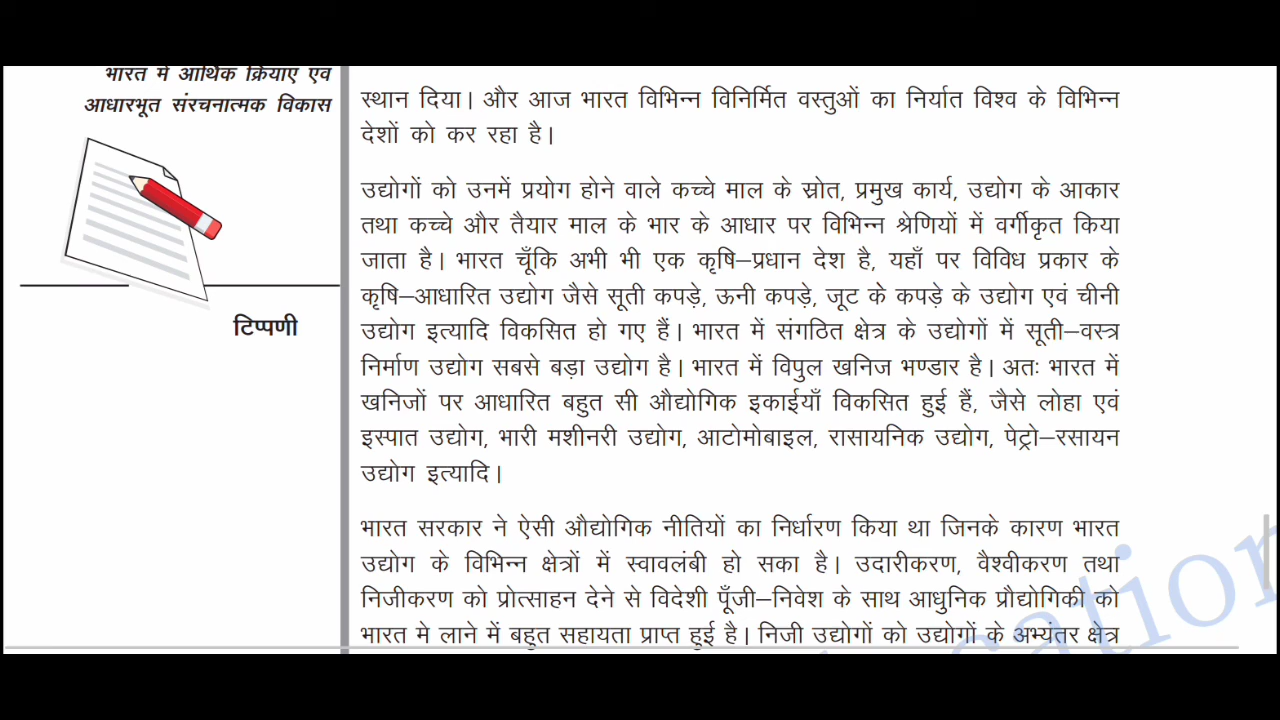 भारत में आर्थिक क्रियाएं एवं
आधारभूत संरचनात्मक विकास
टिप्पणी
स्थान दिया। और आज भारत विभिन्न विनिर्मित वस्तुओं का निर्यात विश्व के विभिन्न
देशों को कर रहा है।
उद्योगों को उनमें प्रयोग होने वाले कच्चे माल के स्रोत, प्रमुख कार्य, उद्योग के आकार
तथा कच्चे और तैयार माल के भार के आधार पर विभिन्न श्रेणियों में वर्गीकृत किया
जाता है। भारत चूँकि अभी भी एक कृषि–प्रधान देश है, यहाँ पर विविध प्रकार के
कृषि–आधारित उद्योग जैसे सूती कपड़े, ऊनी कपड़े, जूट के कपड़े के उद्योग एवं चीनी
उद्योग इत्यादि विकसित हो गए हैं। भारत में संगठित क्षेत्र के उद्योगों में सूती–वस्त्र
निर्माण उद्योग सबसे बड़ा उद्योग है। भारत में विपुल खनिज भण्डार है। अतः भारत में
खनिजों पर आधारित बहुत सी औद्योगिक इकाईयाँ विकसित हुई हैं, जैसे लोहा एवं
इस्पात उद्योग, भारी मशीनरी उद्योग, आटोमोबाइल, रासायनिक उद्योग, पेट्रो–रसायन
उद्योग इत्यादि।
भारत सरकार ने ऐसी औद्योगिक नीतियों का निर्धारण किया था जिनके कारण भारत
उद्योग के विभिन्न क्षेत्रों में स्वावलंबी हो सका है। उदारीकरण, वैश्वीकरण तथा
निजीकरण को प्रोत्साहन देने से विदेशी पूँजी–निवेश के साथ आधुनिक प्रौद्योगिकी को
भारत मे लाने में बहुत सहायता प्राप्त हुई है। निजी उद्योगों को उद्योगों के अभ्यंतर क्षेत्र